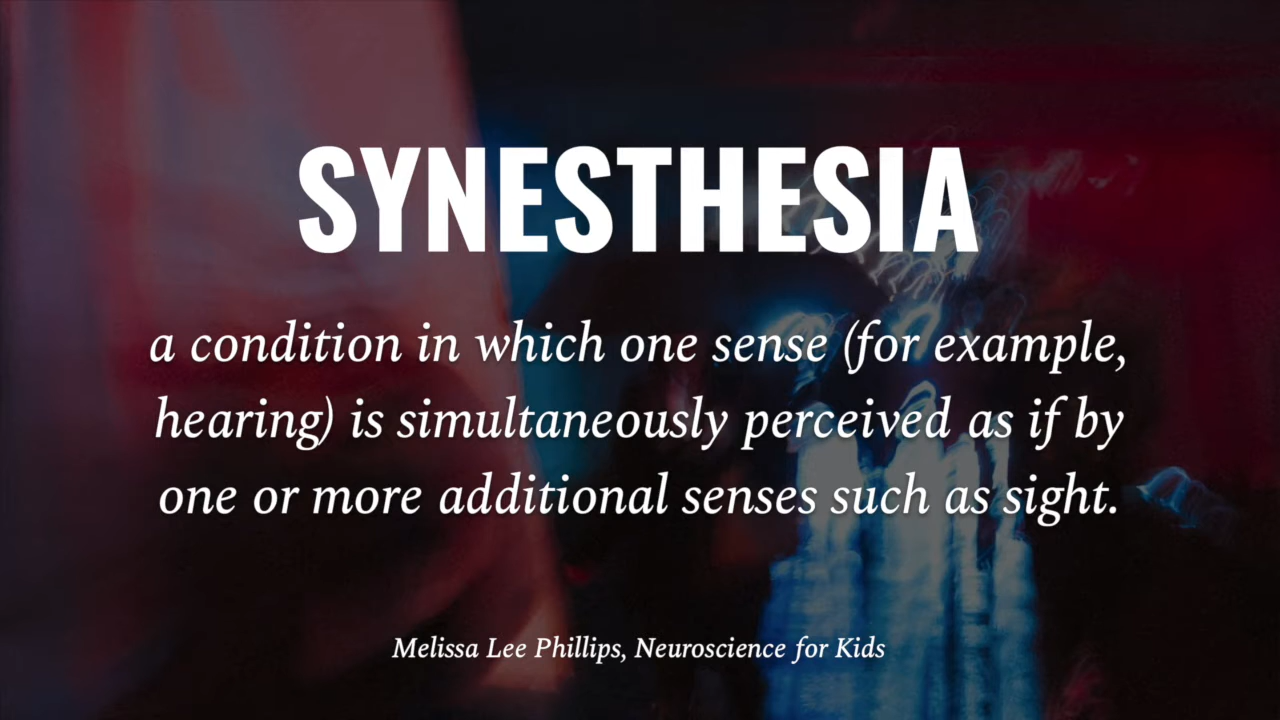 SYNESTHESIA
a condition in which one sense (for example,
hearing) is simultaneously perceived as if by
one or more additional senses such as sight.
Melissa Lee Phillips, Neuroscience for Kids